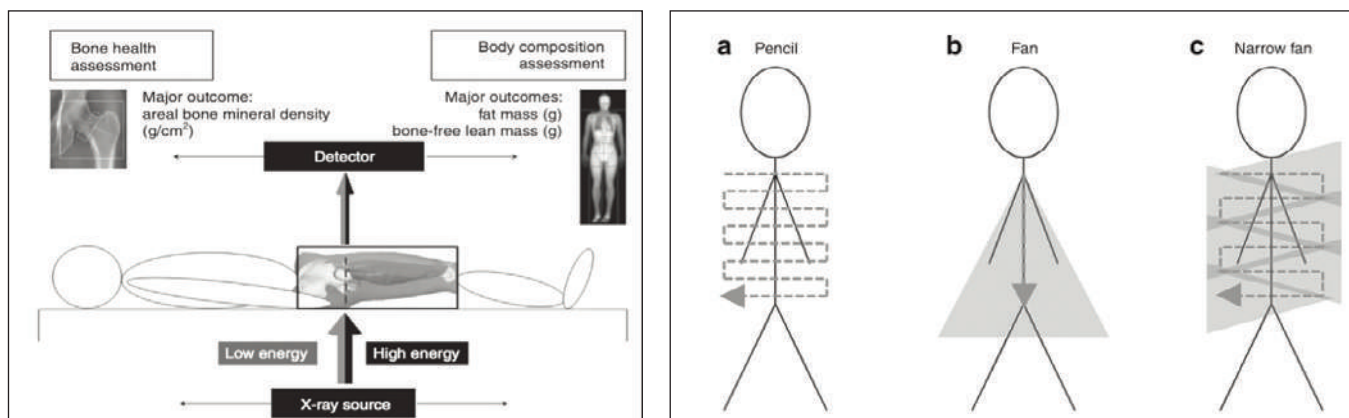 Bone health
assessment
Body composition
assessment
Major outcome:
areal bone mineral density
(g/cm²)
Major outcomes:
fat mass (g)
bone-free lean mass (g)
Detector
Low energy
High energy
X-ray source
a
Pencil
b
Fan
c
Narrow fan